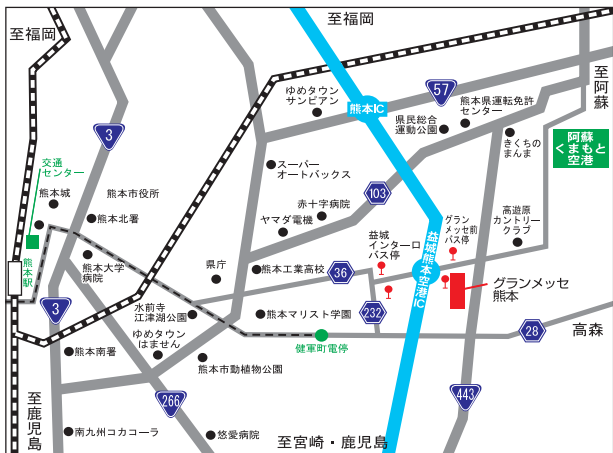 至福岡
至福岡
至阿蘇
ゆめタウン
サンピアン
熊本IC
57
県民総合
運動公園
熊本県運転免許
センター
きくちの
まんま
阿蘇
くまもと
空港
3
交通
センター
熊本城
熊本市役所
熊本北署
スーパー
オートバックス
103
赤十字病院
ヤマダ電機
益城
インター口
バス停
グラン
メッセ前
バス停
高遊原
カントリー
クラブ
熊本駅
熊本大学
病院
県庁
熊本工業高校
36
益城熊本空港IC
グランメッセ
熊本
3
水前寺
江津湖公園
熊本マリスト学園
232
28
高森
ゆめタウン
はません
健軍町電停
熊本南署
熊本市動植物公園
266
443
至鹿児島
南九州コカコーラ
悠愛病院
至宮崎・鹿児島